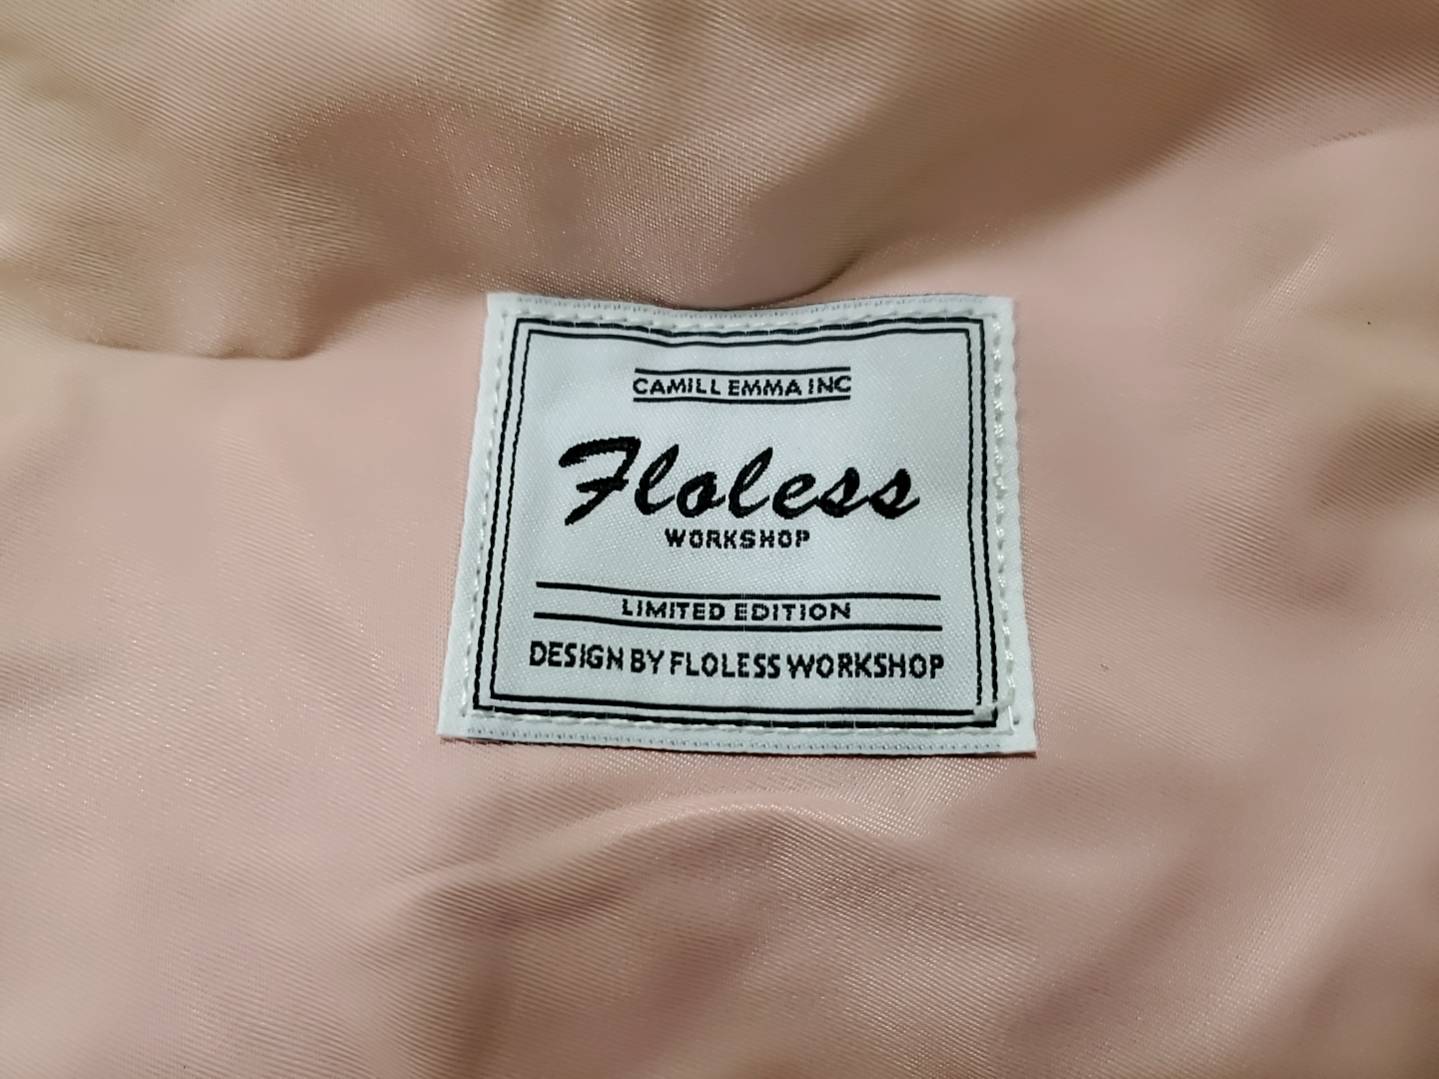 CAMILL EMMA INC
Floless
WORKSHOP
LIMITED EDITION
DESIGN BY FLOLESS WORKSHOP